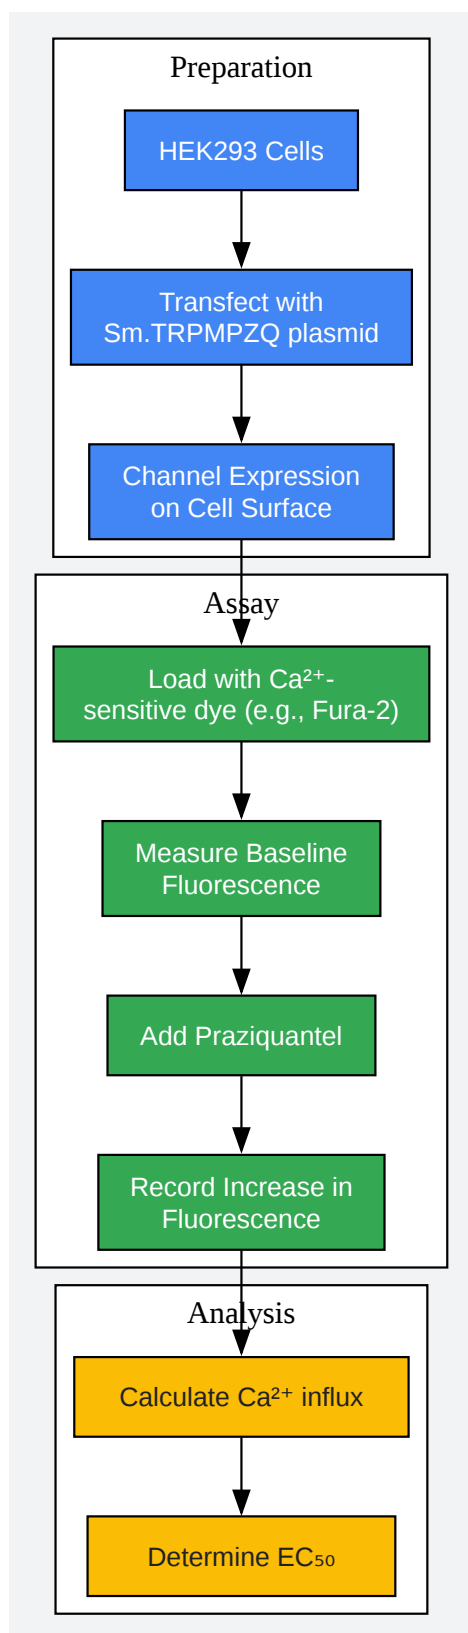 Preparation
HEK293 Cells
Transfect with
Sm.TRPMPZQ plasmid
Channel Expression
on Cell Surface
Assay
Load with Ca²⁺-
sensitive dye (e.g., Fura-2)
Measure Baseline
Fluorescence
Add Praziquantel
Record Increase in
Fluorescence
Analysis
Calculate Ca²⁺ influx
Determine EC₅₀